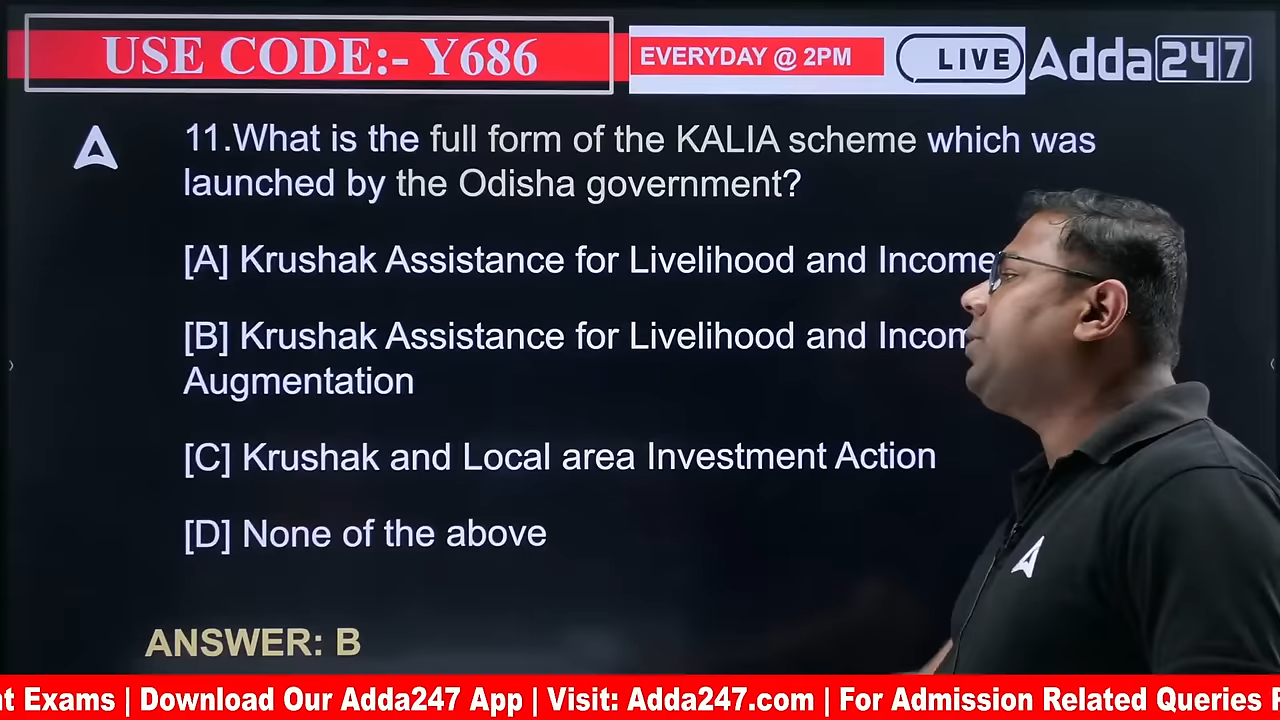 USE CODE:- Y686
EVERYDAY @ 2PM
LIVE
Adda247
11.What is the full form of the KALIA scheme which was
launched by the Odisha government?
[A] Krushak Assistance for Livelihood and Income
[B] Krushak Assistance for Livelihood and
Augmentation
[C] Krushak and Local area Investment Action
[D] None of the above
ANSWER: B
Exams | Download Our Adda247 App | Visit: Adda247.com | For Admission Related Queries